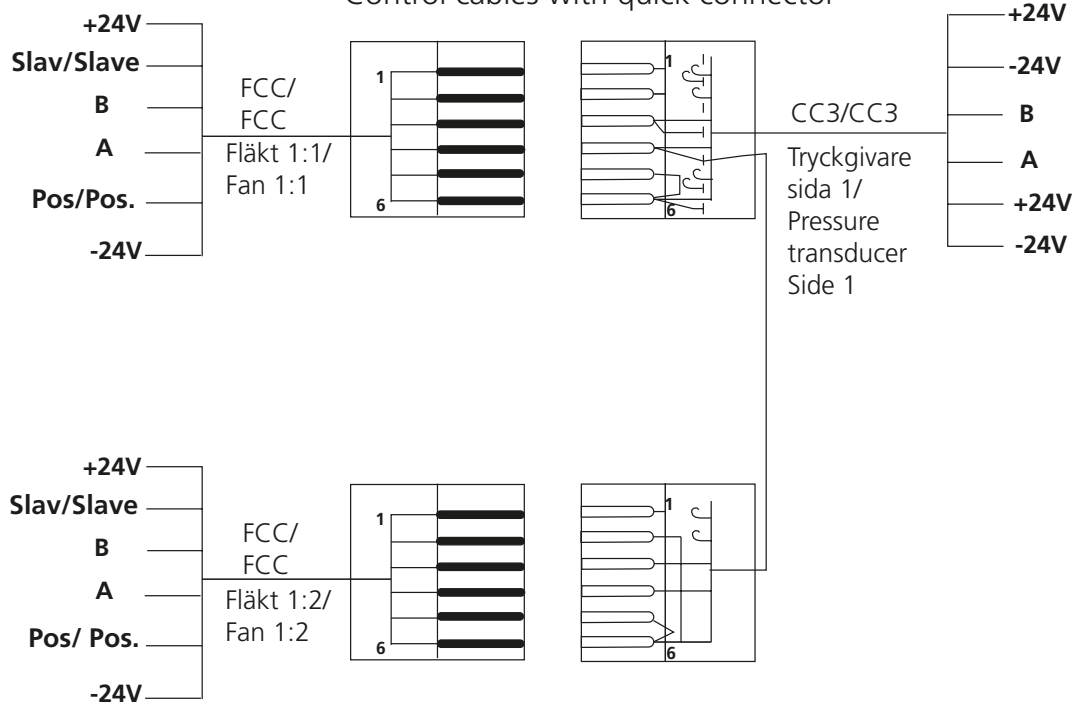 Control cables with quick connector
+24V
Slav/Slave
B
A
Pos/Pos.
-24V
FCC/
FCC
Fläkt 1:1/
Fan 1:1
1
6
1
6
CC3/CC3
Tryckgivare
sida 1/
Pressure
transducer
Side 1
+24V
-24V
B
A
+24V
-24V
+24V
Slav/Slave
B
A
Pos/ Pos.
-24V
FCC/
FCC
Fläkt 1:2/
Fan 1:2
1
6
1
6